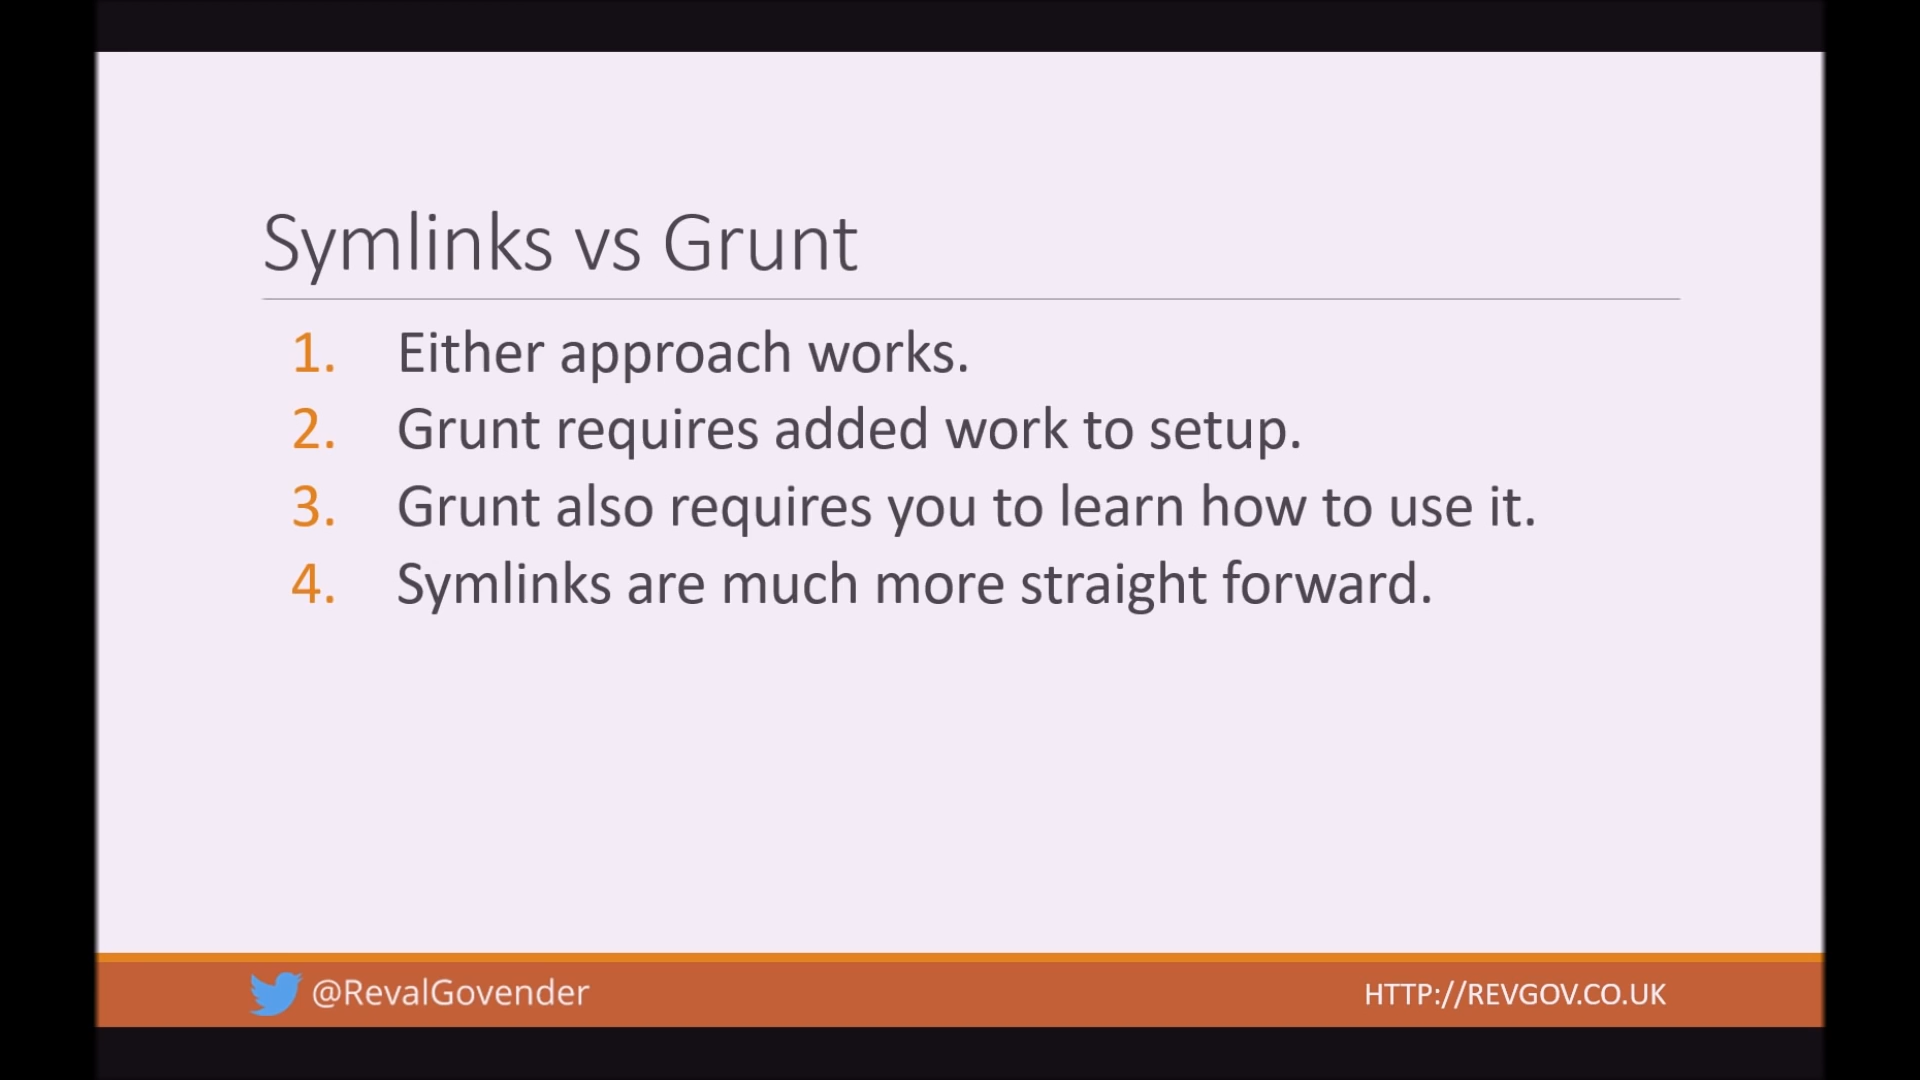 Symlinks vs Grunt
1. Either approach works.
2. Grunt requires added work to setup.
3. Grunt also requires you to learn how to use it.
4. Symlinks are much more straight forward.
@RevalGovender
HTTP://REVGOV.CO.UK